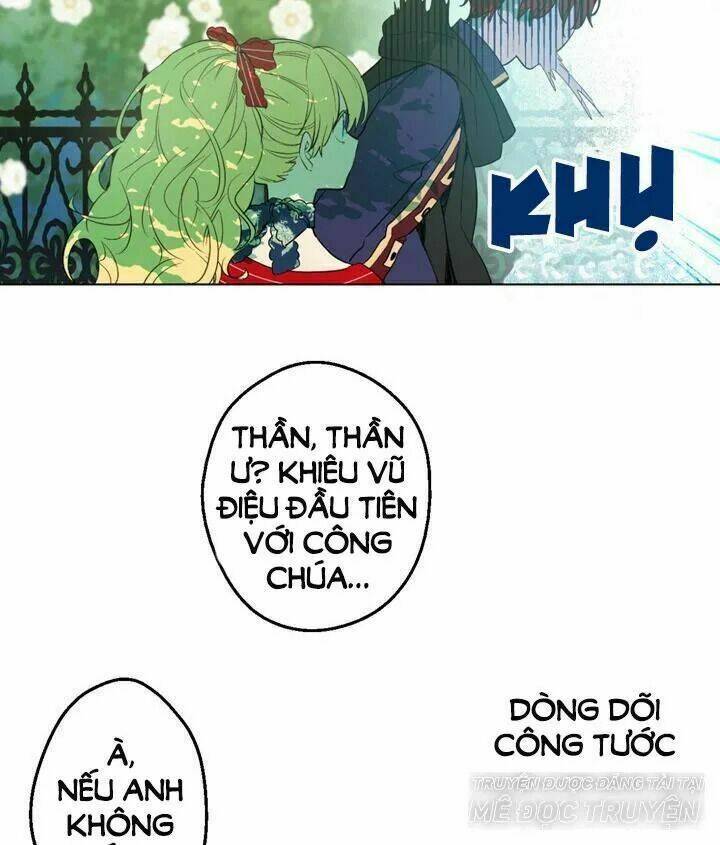 KHỤ
THẦN, THẦN
Ư? KHIÊU VŨ
ĐIỆU ĐẦU TIÊN
VỚI CÔNG
CHÚA...
DÒNG DÕI
CÔNG TƯỚC
À,
NẾU ANH
KHÔNG
TRUYỆN ĐƯỢC ĐĂNG TẢI TẠI
MÊ ĐỌC TRUYỆN